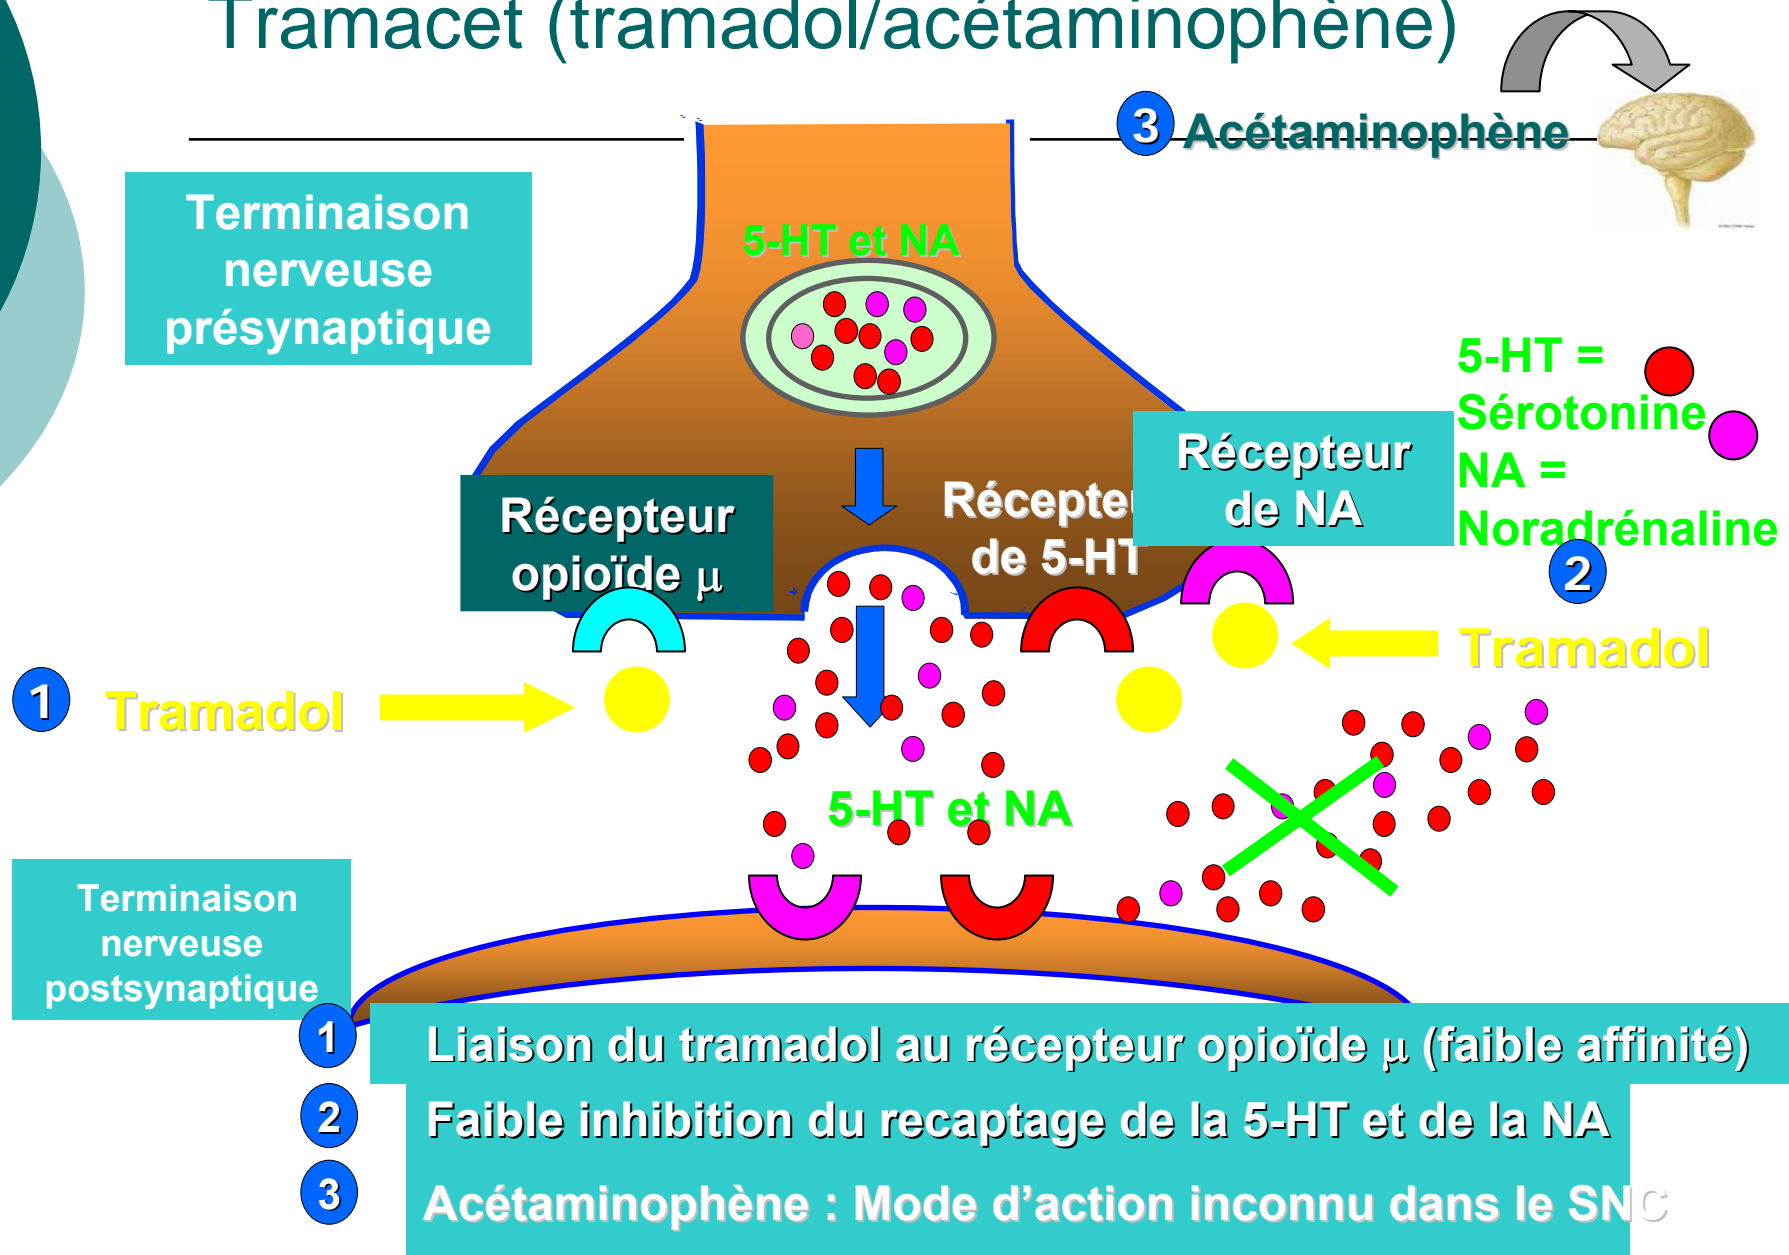 Tramacet (tramadol/acétaminophène)
3 Acétaminophène
Terminaison
nerveuse
présynaptique
5-HT et NA
5-HT =
Sérotonine
NA =
Noradrénaline
Récepteur
de NA
Récepteu
de 5-HT
Récepteur
opioïde μ
2
Tramadol
1 Tramadol
5-HT et NA
Terminaison
nerveuse
postsynaptique
1 Liaison du tramadol au récepteur opioïde μ (faible affinité)
2 Faible inhibition du recaptage de la 5-HT et de la NA
3 Acétaminophène : Mode d’action inconnu dans le SNC